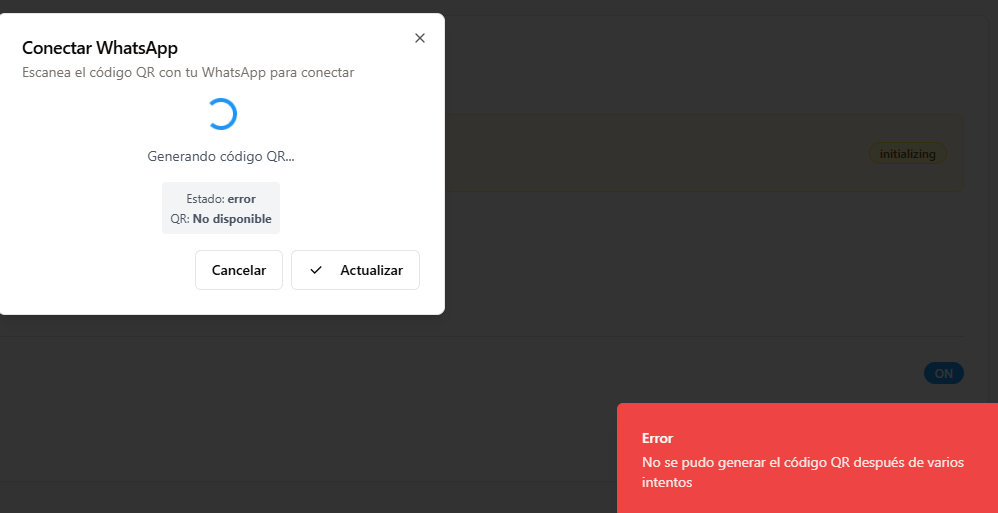 Conectar WhatsApp
Escanea el código QR con tu WhatsApp para conectar
Generando código QR...
Estado: error
QR: No disponible
Cancelar
Actualizar
initializing
ON
Error
No se pudo generar el código QR después de varios
intentos